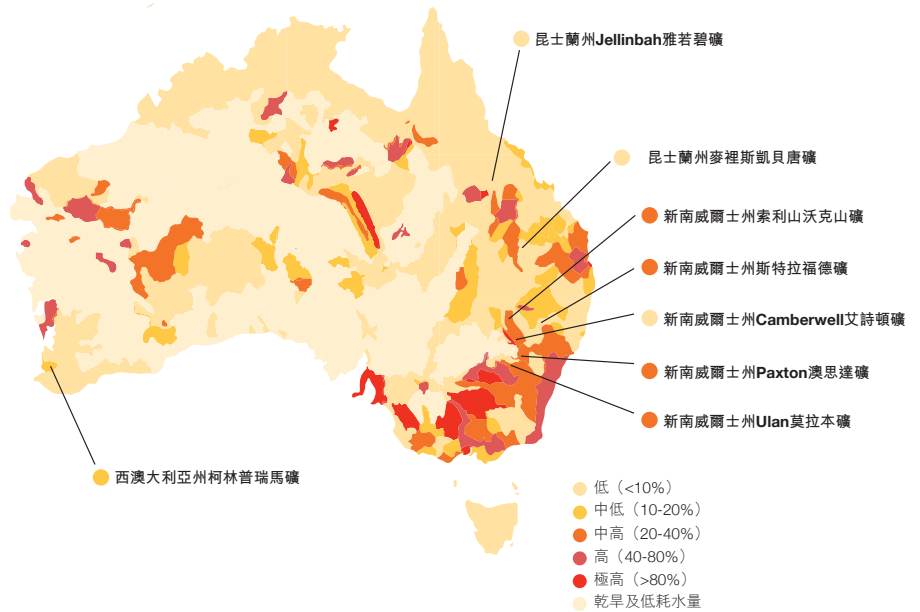 昆士蘭州Jellinbah雅若碧礦
昆士蘭州麥裡斯凱貝唐礦
新南威爾士州索利山沃克山礦
新南威爾士州斯特拉福德礦
新南威爾士州Camberwell艾詩頓礦
新南威爾士州Paxton澳思達礦
新南威爾士州Ulan莫拉本礦
西澳大利亞州柯林普瑞馬礦
低（<10%）
中低（10-20%）
中高（20-40%）
高（40-80%）
極高（>80%）
乾旱及低耗水量